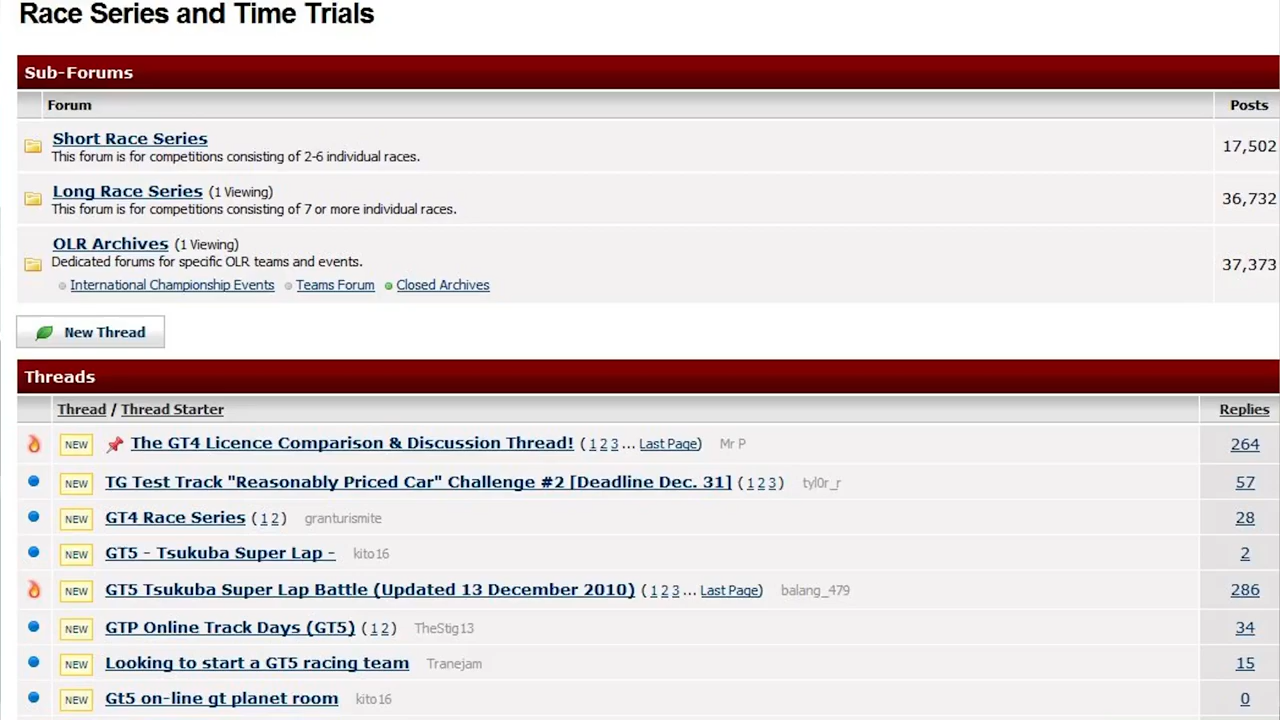 Race Series and Time Trials
Sub-Forums
Forum Posts
Short Race Series
This forum is for competitions consisting of 2-6 individual races.
17,502
Long Race Series (1 Viewing)
This forum is for competitions consisting of 7 or more individual races.
36,732
OLR Archives (1 Viewing)
Dedicated forums for specific OLR teams and events.
International Championship Events Teams Forum Closed Archives
37,373
New Thread
Threads
Thread / Thread Starter Replies
NEW The GT4 Licence Comparison & Discussion Thread! ( 1 2 3 ... Last Page) Mr P 264
NEW TG Test Track "Reasonably Priced Car" Challenge #2 [Deadline Dec. 31] ( 1 2 3 ) tyl0r_r 57
NEW GT4 Race Series ( 1 2 ) granturismite 28
NEW GT5 - Tsukuba Super Lap - kito16 2
NEW GT5 Tsukuba Super Lap Battle (Updated 13 December 2010) ( 1 2 3 ... Last Page) balang_479 286
NEW GTP Online Track Days (GT5) ( 1 2 ) TheStig13 34
NEW Looking to start a GT5 racing team Tranejam 15
NEW Gt5 on-line gt planet room kito16 0